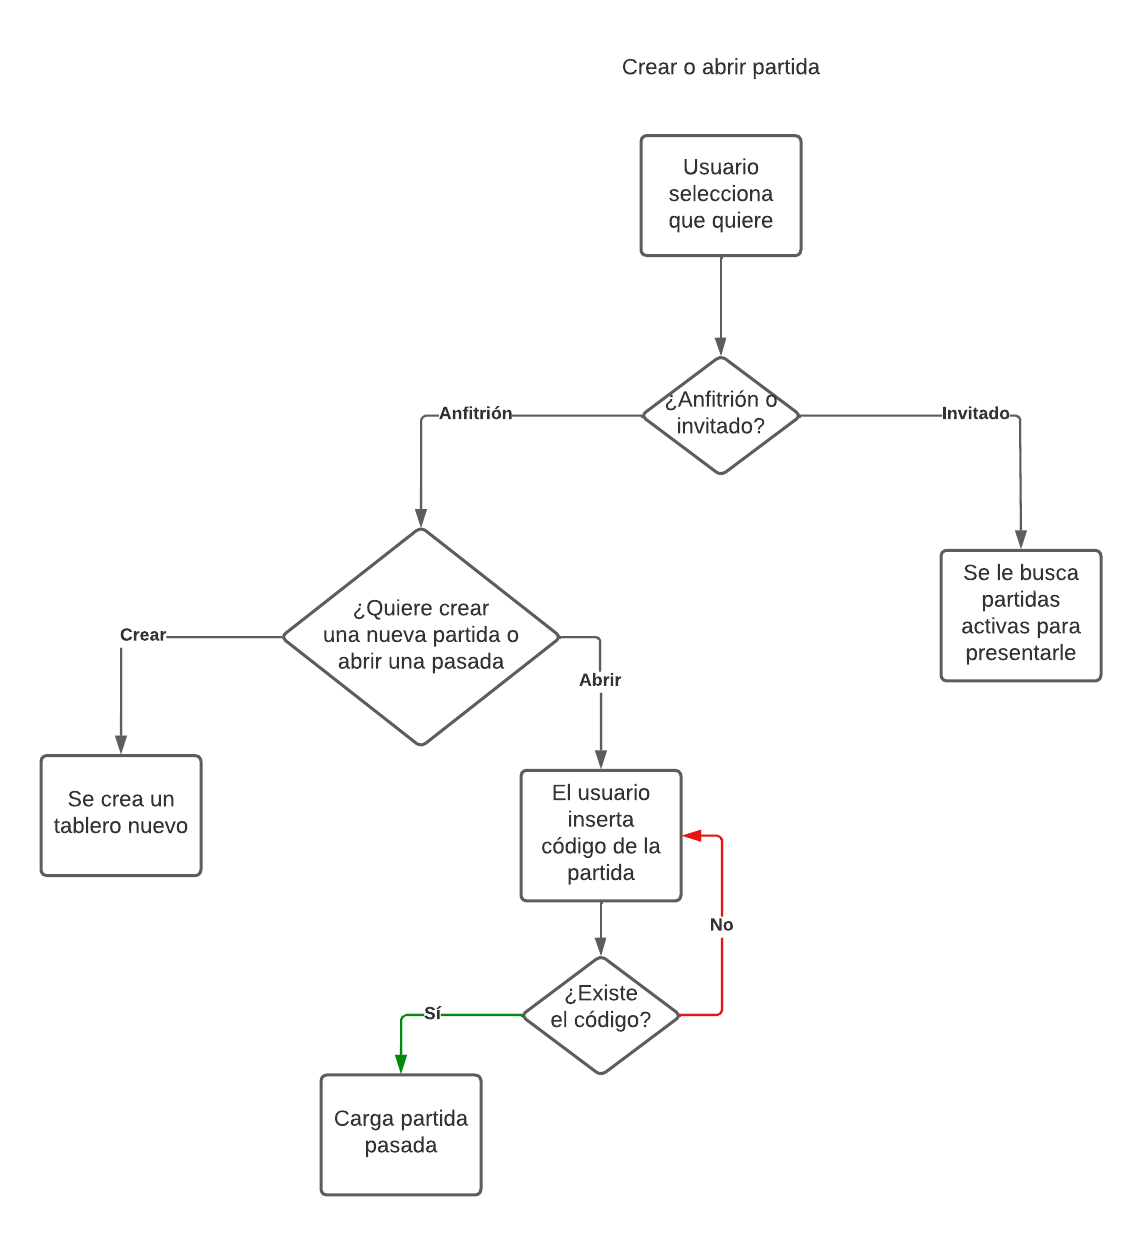 Crear o abrir partida
Usuario
selecciona
que quiere
¿Anfitrión o
invitado?
Anfitrión
Invitado
¿Quiere crear
una nueva partida o
abrir una pasada
Se le busca
partidas
activas para
presentarle
Crear
Abrir
Se crea un
tablero nuevo
El usuario
inserta
código de la
partida
No
¿Existe
el código?
Sí
Carga partida
pasada